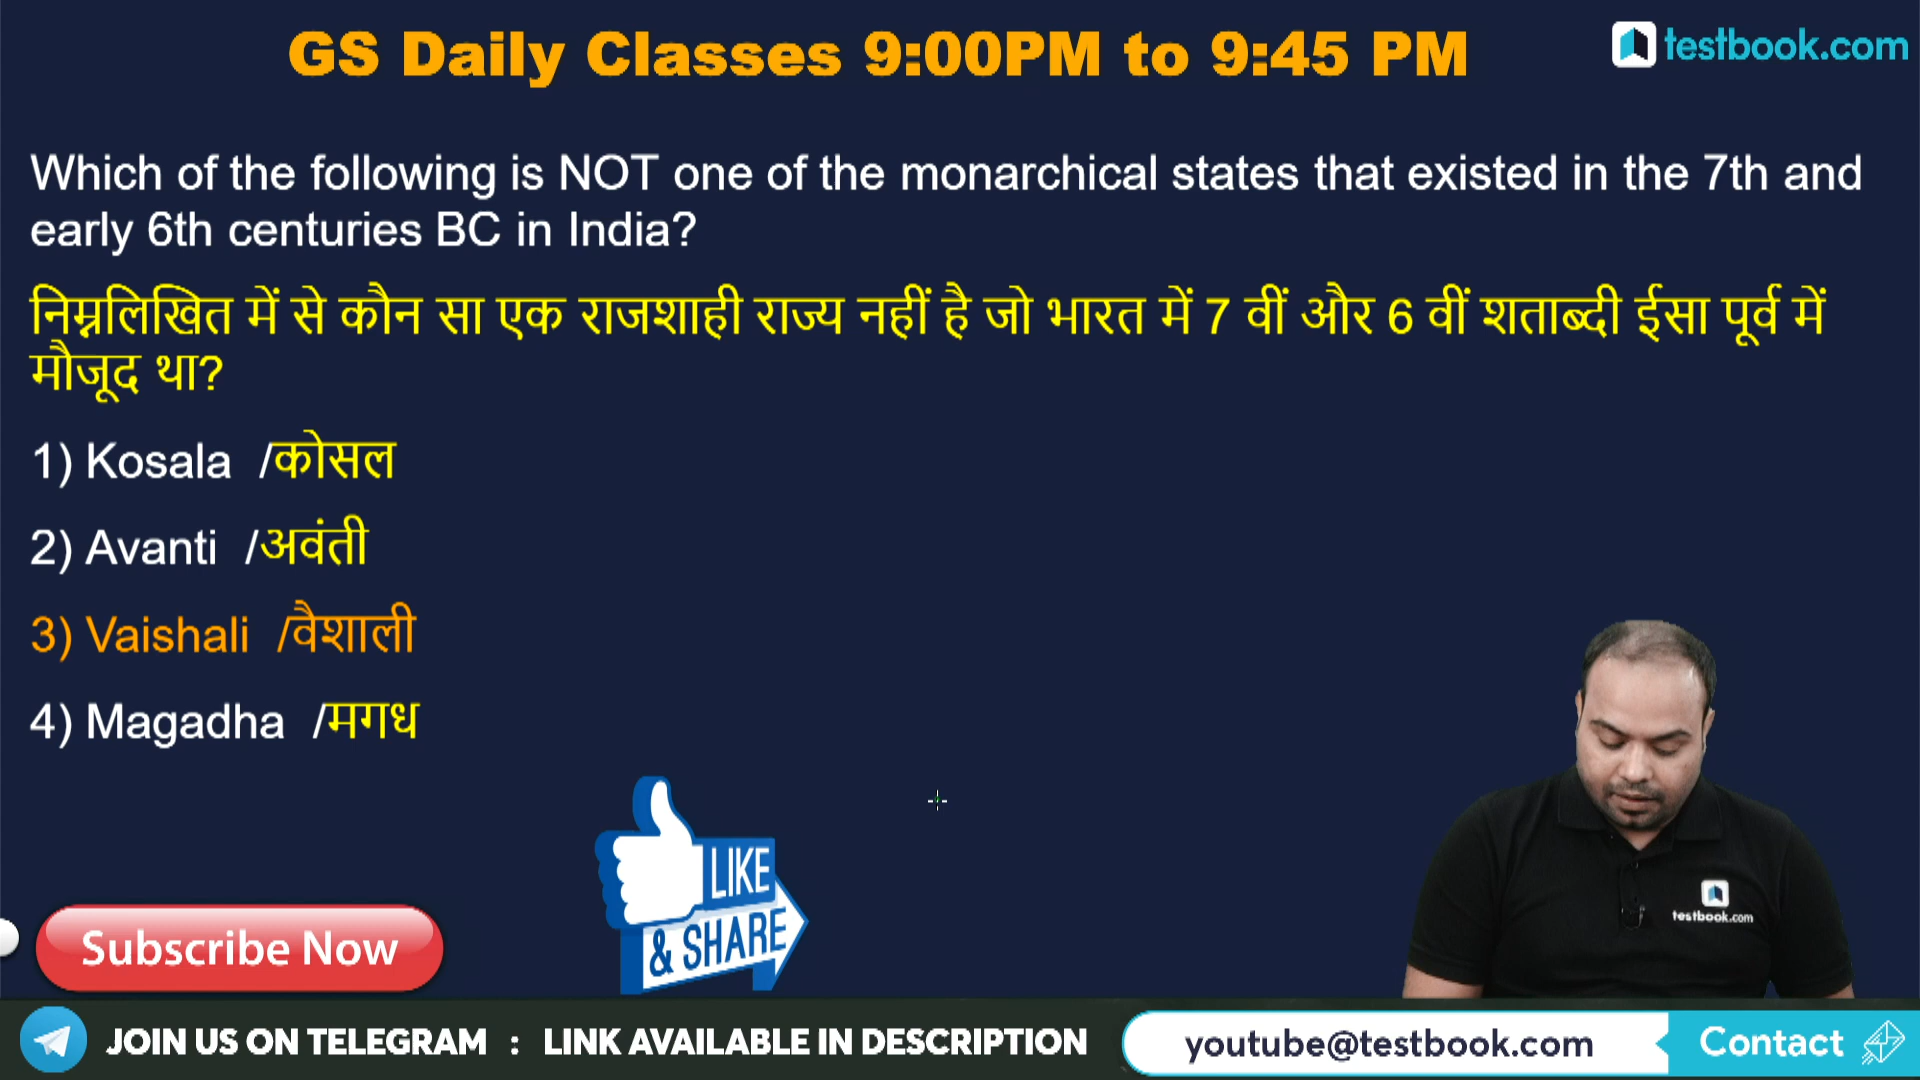 GS Daily Classes 9:00PM to 9:45 PM
testbook.com
Which of the following is NOT one of the monarchical states that existed in the 7th and
early 6th centuries BC in India?
निम्नलिखित में से कौन सा एक राजशाही राज्य नहीं है जो भारत में 7 वीं और 6 वीं शताब्दी ईसा पूर्व में
मौजूद था?
1) Kosala /कोसल
2) Avanti /अवंती
3) Vaishali /वैशाली
4) Magadha /मगध
LIKE
& SHARE
Subscribe Now
testbook.com
JOIN US ON TELEGRAM : LINK AVAILABLE IN DESCRIPTION
youtube@testbook.com
Contact